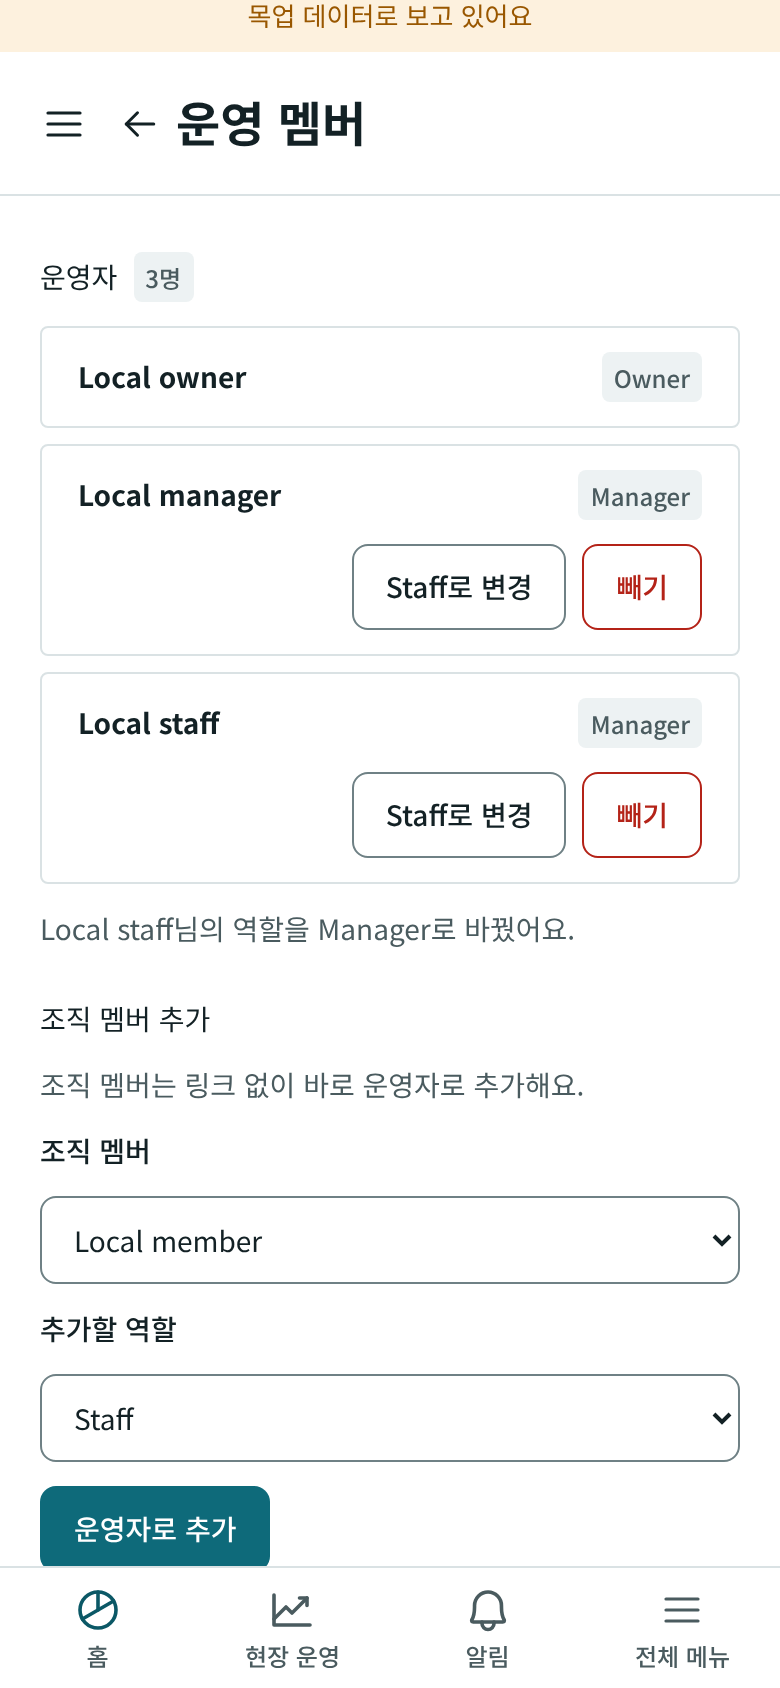 목업 데이터로 보고 있어요
운영 멤버
운영자 3명
Local owner Owner
Local manager Manager
Staff로 변경 빼기
Local staff Manager
Staff로 변경 빼기
Local staff님의 역할을 Manager로 바꿨어요.
조직 멤버 추가
조직 멤버는 링크 없이 바로 운영자로 추가해요.
조직 멤버
Local member
추가할 역할
Staff
운영자로 추가
홈 현장 운영 알림 전체 메뉴